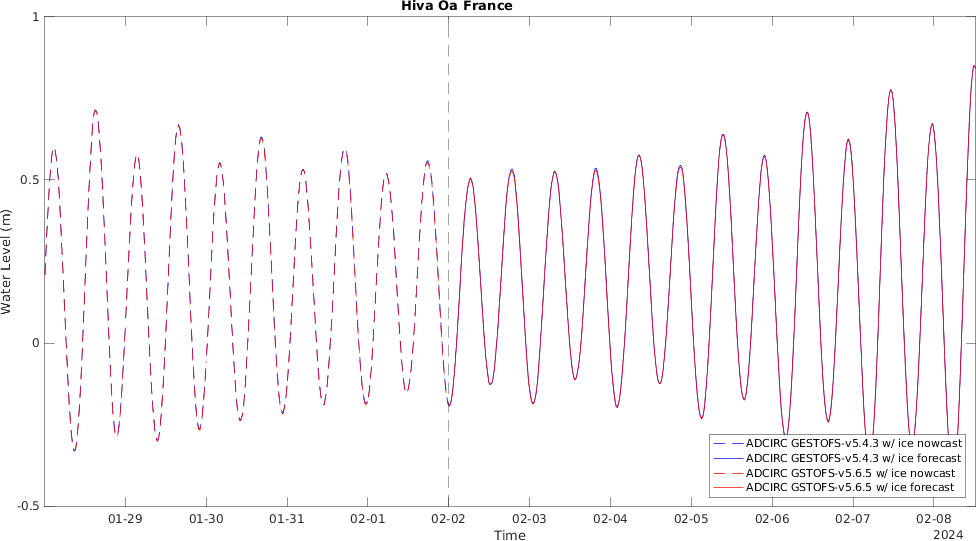 Hiva Oa France
1
0.5
0
-0.5
Water Level (m)
ADCIRC GESTOFS-v5.4.3 w/ ice nowcast
ADCIRC GESTOFS-v5.4.3 w/ ice forecast
ADCIRC GSTOFS-v5.6.5 w/ ice nowcast
ADCIRC GSTOFS-v5.6.5 w/ ice forecast
01-29 01-30 01-31 02-01 02-02 02-03 02-04 02-05 02-06 02-07 02-08
Time
2024